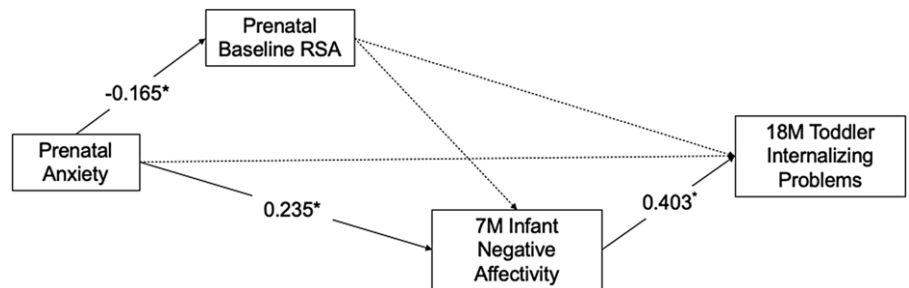 Prenatal
Baseline RSA
-0.165*
Prenatal
Anxiety
18M Toddler
Internalizing
Problems
0.235*
0.403*
7M Infant
Negative
Affectivity